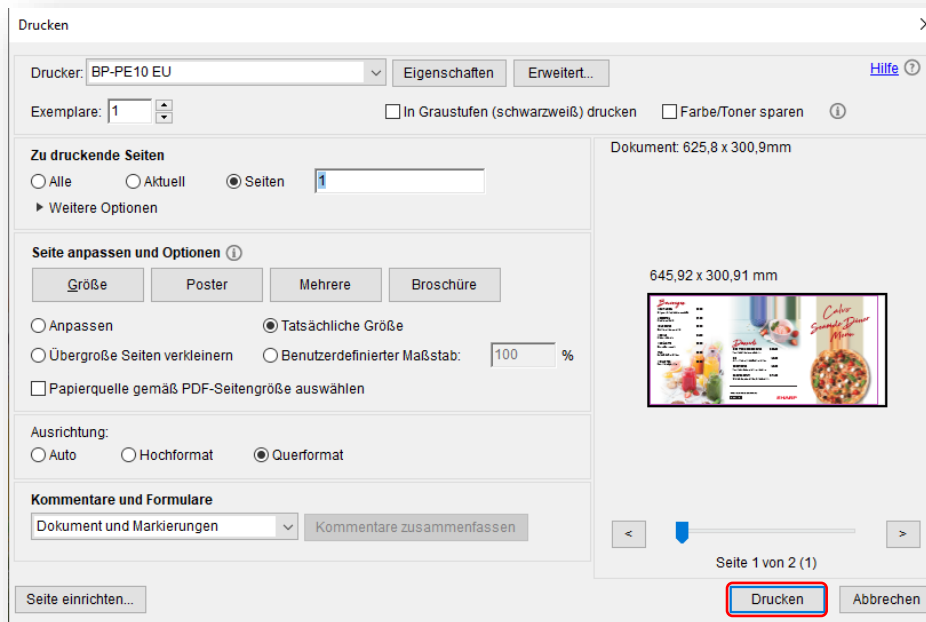 Drucken
Drucker: BP-PE10 EU Eigenschaften Erweitert... Hilfe
Exemplare: 1 In Graustufen (schwarzweiß) drucken Farbe/Toner sparen
Zu druckende Seiten
Alle Aktuell Seiten 1
Weitere Optionen
Seite anpassen und Optionen
Größe Poster Mehrere Broschüre
Anpassen Tatsächliche Größe
Übergroße Seiten verkleinern Benutzerdefinierter Maßstab: 100 %
Papierquelle gemäß PDF-Seitengröße auswählen
Ausrichtung:
Auto Hochformat Querformat
Kommentare und Formulare
Dokument und Markierungen Kommentare zusammenfassen
Dokument: 625,8 x 300,9mm
645,92 x 300,91 mm
Desserts
Menu
SHARP
< >
Seite 1 von 2 (1)
Seite einrichten... Drucken Abbrechen